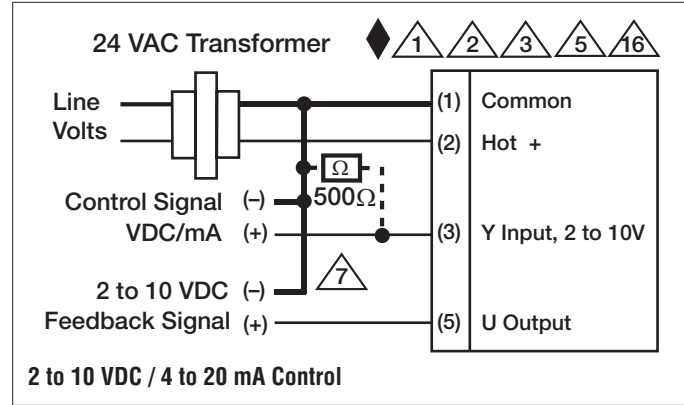 24 VAC Transformer 1 2 3 5 16
Line
Volts
(1) Common
(2) Hot +
Ω
500Ω
Control Signal (–)
VDC/mA (+)
(3) Y Input, 2 to 10V
7
2 to 10 VDC (–)
Feedback Signal (+)
(5) U Output
2 to 10 VDC / 4 to 20 mA Control